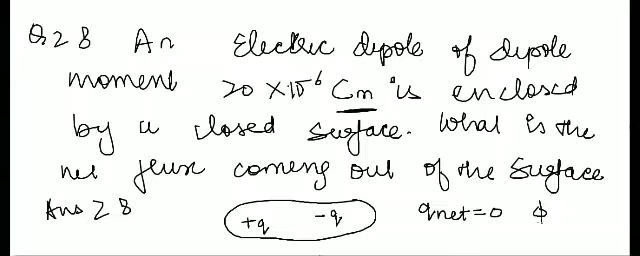 Q28 An Electric dipole of dipole
moment 20 × 10⁻⁶ Cm is enclosed
by a closed surface. What is the
net flux coming out of the surface
Ans 28 +q -q qnet=0 ϕ